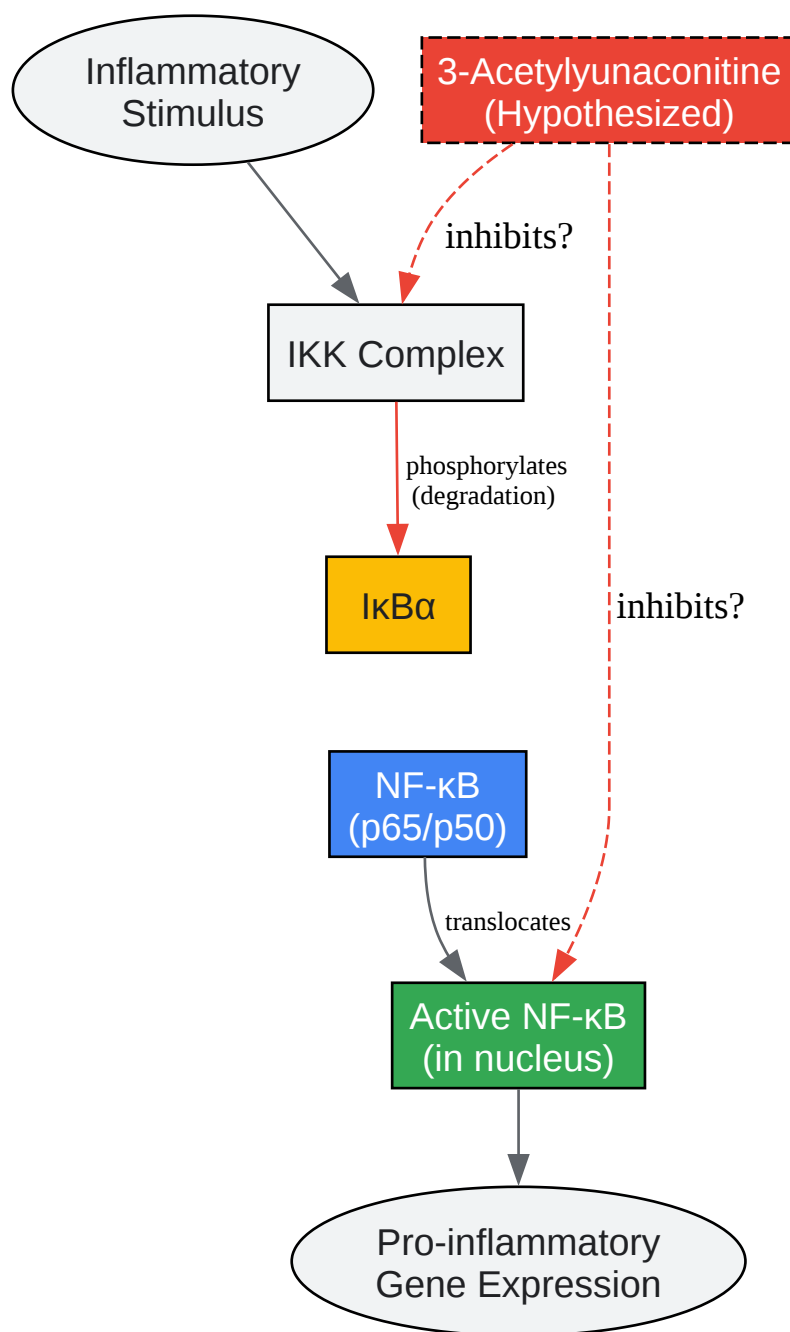 Inflammatory
Stimulus
3-Acetylyunaconitine
(Hypothesized)
inhibits?
IKK Complex
phosphorylates
(degradation)
IκBα
inhibits?
NF-κB
(p65/p50)
translocates
Active NF-κB
(in nucleus)
Pro-inflammatory
Gene Expression